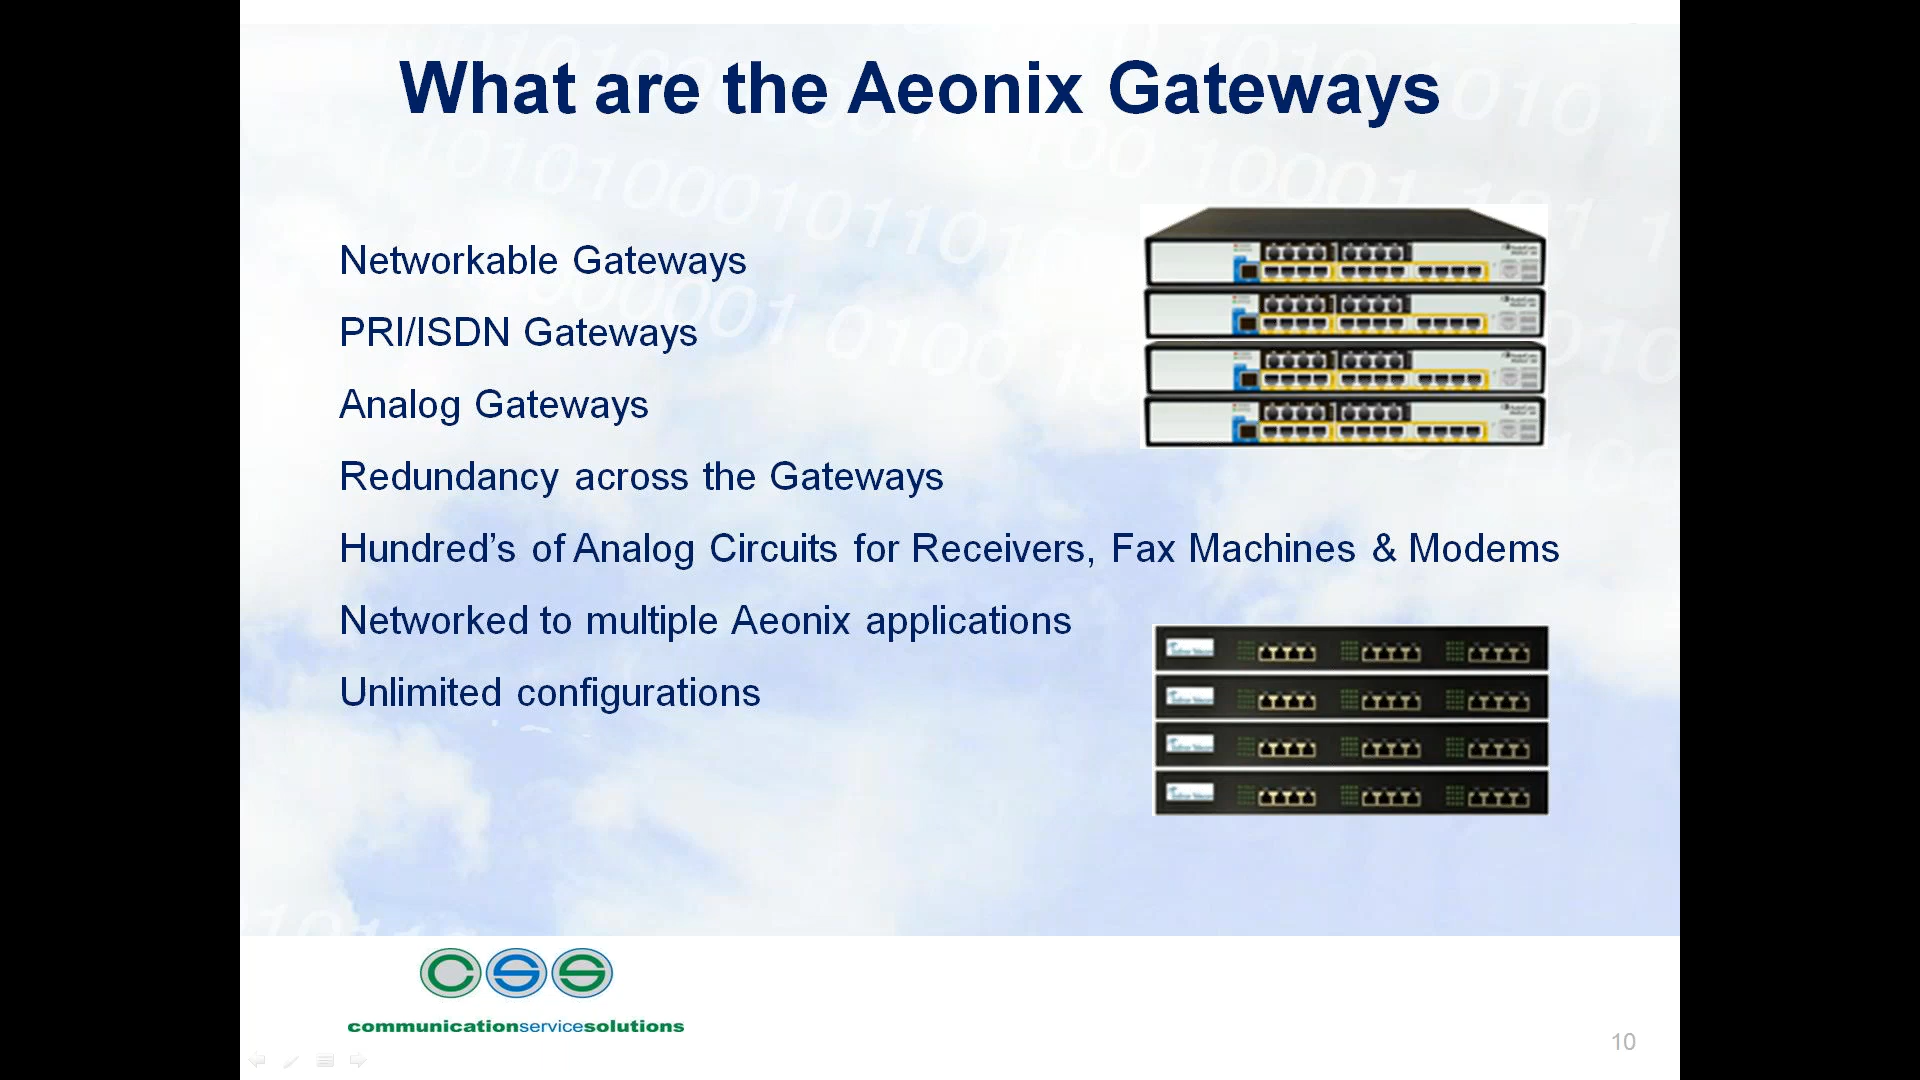 What are the Aeonix Gateways
Networkable Gateways
PRI/ISDN Gateways
Analog Gateways
Redundancy across the Gateways
Hundred’s of Analog Circuits for Receivers, Fax Machines & Modems
Networked to multiple Aeonix applications
Unlimited configurations
CSS
communicationservicesolutions
10